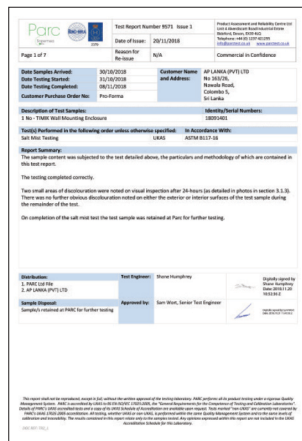 Parc
Test Report Number 9571 Issue 1
Date of Issue: 20/11/2018
Page 1 of 7
Reason for Re-Issue
N/A
Commercial in Confidence
Date Samples Arrived: 30/10/2018
Date Testing Started: 31/10/2018
Date Testing Completed: 08/11/2018
Customer Purchase Order No: Pro-Forma
Customer Name and Address:
AP LANKA (PVT) LTD
No 163/28,
Nawala Road,
Colombo 5,
Sri Lanka
Description of Test Samples:
Identity/Serial Numbers:
1 No - TIMIX Wall Mounting Enclosure
18091401
Test(s) Performed in the following order unless otherwise specified:
In Accordance With:
Salt Mist Testing
UKAS
ASTM B117-18
Report Summary:
The sample content was subjected to the test detailed above, the particulars and methodology of which are contained in this test report.
The testing completed correctly.
Two small areas of discolouration were noted on visual inspection after 24-hours (as detailed in photos in section 3.1.3).
There was no further obvious discolouration noted on either the exterior or interior surfaces of the test sample during the remainder of the test.
On completion of the salt mist test the test sample was retained at Parc for further testing.
Distribution:
1. PARC Ltd File
2. AP LANKA (PVT) LTD
Test Engineer:
Shane Humphrey
Digitally signed by
Shane Humphrey
Sample Disposal:
Sample/s retained at PARC for further testing
Approved by:
Sam West, Senior Test Engineer